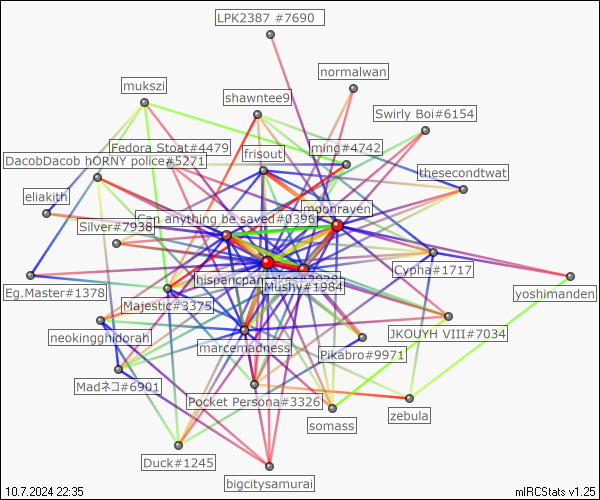 LPK2387 #7690
normalwan
mukszi
shawntee9
Swirly Boi#6154
Fedora Stoat#4479
ming#4742
DacobDacob hORNY police#5271
frisout
thesecondtwat
eliakith
moonraven
Can anything be saved#0396
Silver#7938
Cypha#1717
Mushy#1984
Eg.Master#1378
yoshimanden
Majestic#3375
JKOUYH VIII#7034
neokingghidorah
marcemadness
Pikabro#9971
Madネコ#6901
Pocket Persona#3326
zebula
somass
Duck#1245
bigcitysamurai
10.7.2024 22:35
mIRCStats v1.25